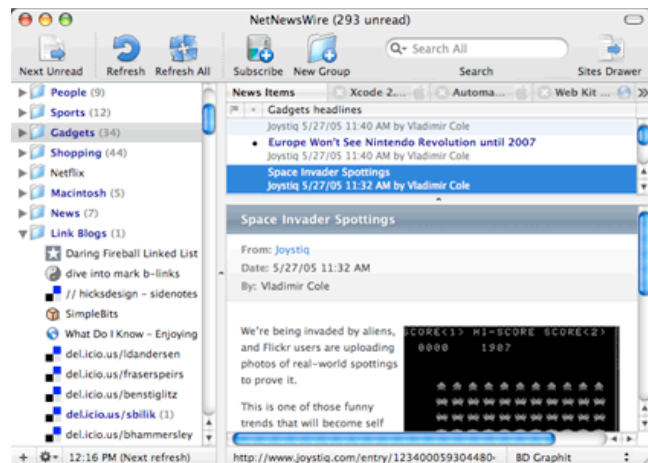 NetNewsWire (293 unread)
Search All
Next Unread Refresh Refresh All Subscribe New Group Search Sites Drawer
People (9)
Sports (12)
Gadgets (34)
Shopping (44)
Netflix
Macintosh (5)
News (7)
Link Blogs (1)
Daring Fireball Linked List
dive into mark b-links
// hicksdesign - sidenotes
SimpleBits
What Do I Know - Enjoying
del.icio.us/ldandersen
del.icio.us/fraserspeirs
del.icio.us/benstiglitz
del.icio.us/sbilik (1)
del.icio.us/bhammersley
12:16 PM (Next refresh)
News Items Xcode 2.... Automa... Web Kit ...
Gadgets headlines
Joystiq 5/27/05 11:40 AM by Vladimir Cole
Europe Won't See Nintendo Revolution until 2007
Joystiq 5/27/05 11:40 AM by Vladimir Cole
Space Invader Spottings
Joystiq 5/27/05 11:32 AM by Vladimir Cole
Space Invader Spottings
From: Joystiq
Date: 5/27/05 11:32 AM
By: Vladimir Cole
We're being invaded by aliens,
and Flickr users are uploading
photos of real-world spottings
to prove it.
This is one of those funny
trends that will become self
SCORE<1> HI-SCORE SCORE<2>
0000 1907
http://www.joystiq.com/entry/123400059304480- BD Graphit